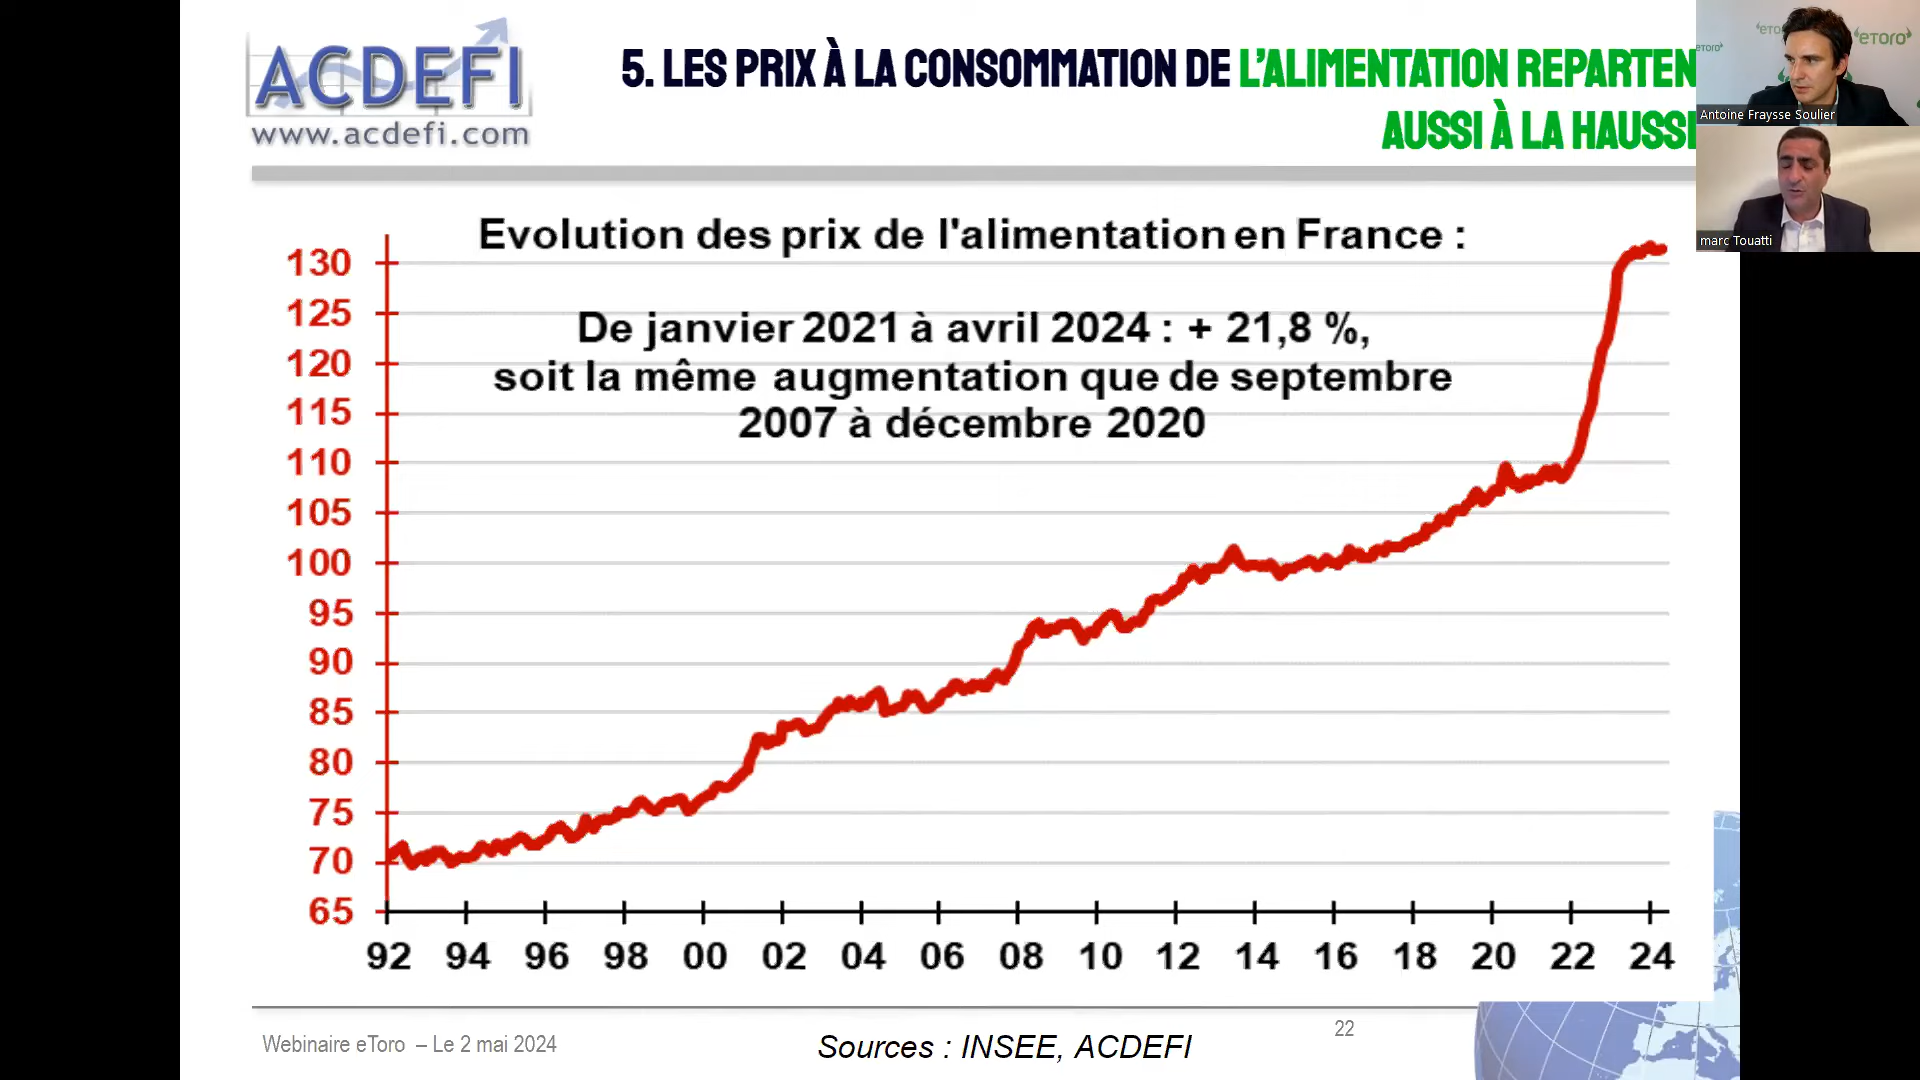 ACDEFI
www.acdefi.com
5. LES PRIX À LA CONSOMMATION DE L'ALIMENTATION REPARTEN
AUSSI À LA HAUSS
eTORO
eTORO
Antoine Fraysse Soulier
marc Touatti
Evolution des prix de l'alimentation en France :
De janvier 2021 à avril 2024 : + 21,8 %,
soit la même augmentation que de septembre
2007 à décembre 2020
130
125
120
115
110
105
100
95
90
85
80
75
70
65
92 94 96 98 00 02 04 06 08 10 12 14 16 18 20 22 24
Webinaire eToro – Le 2 mai 2024
Sources : INSEE, ACDEFI
22